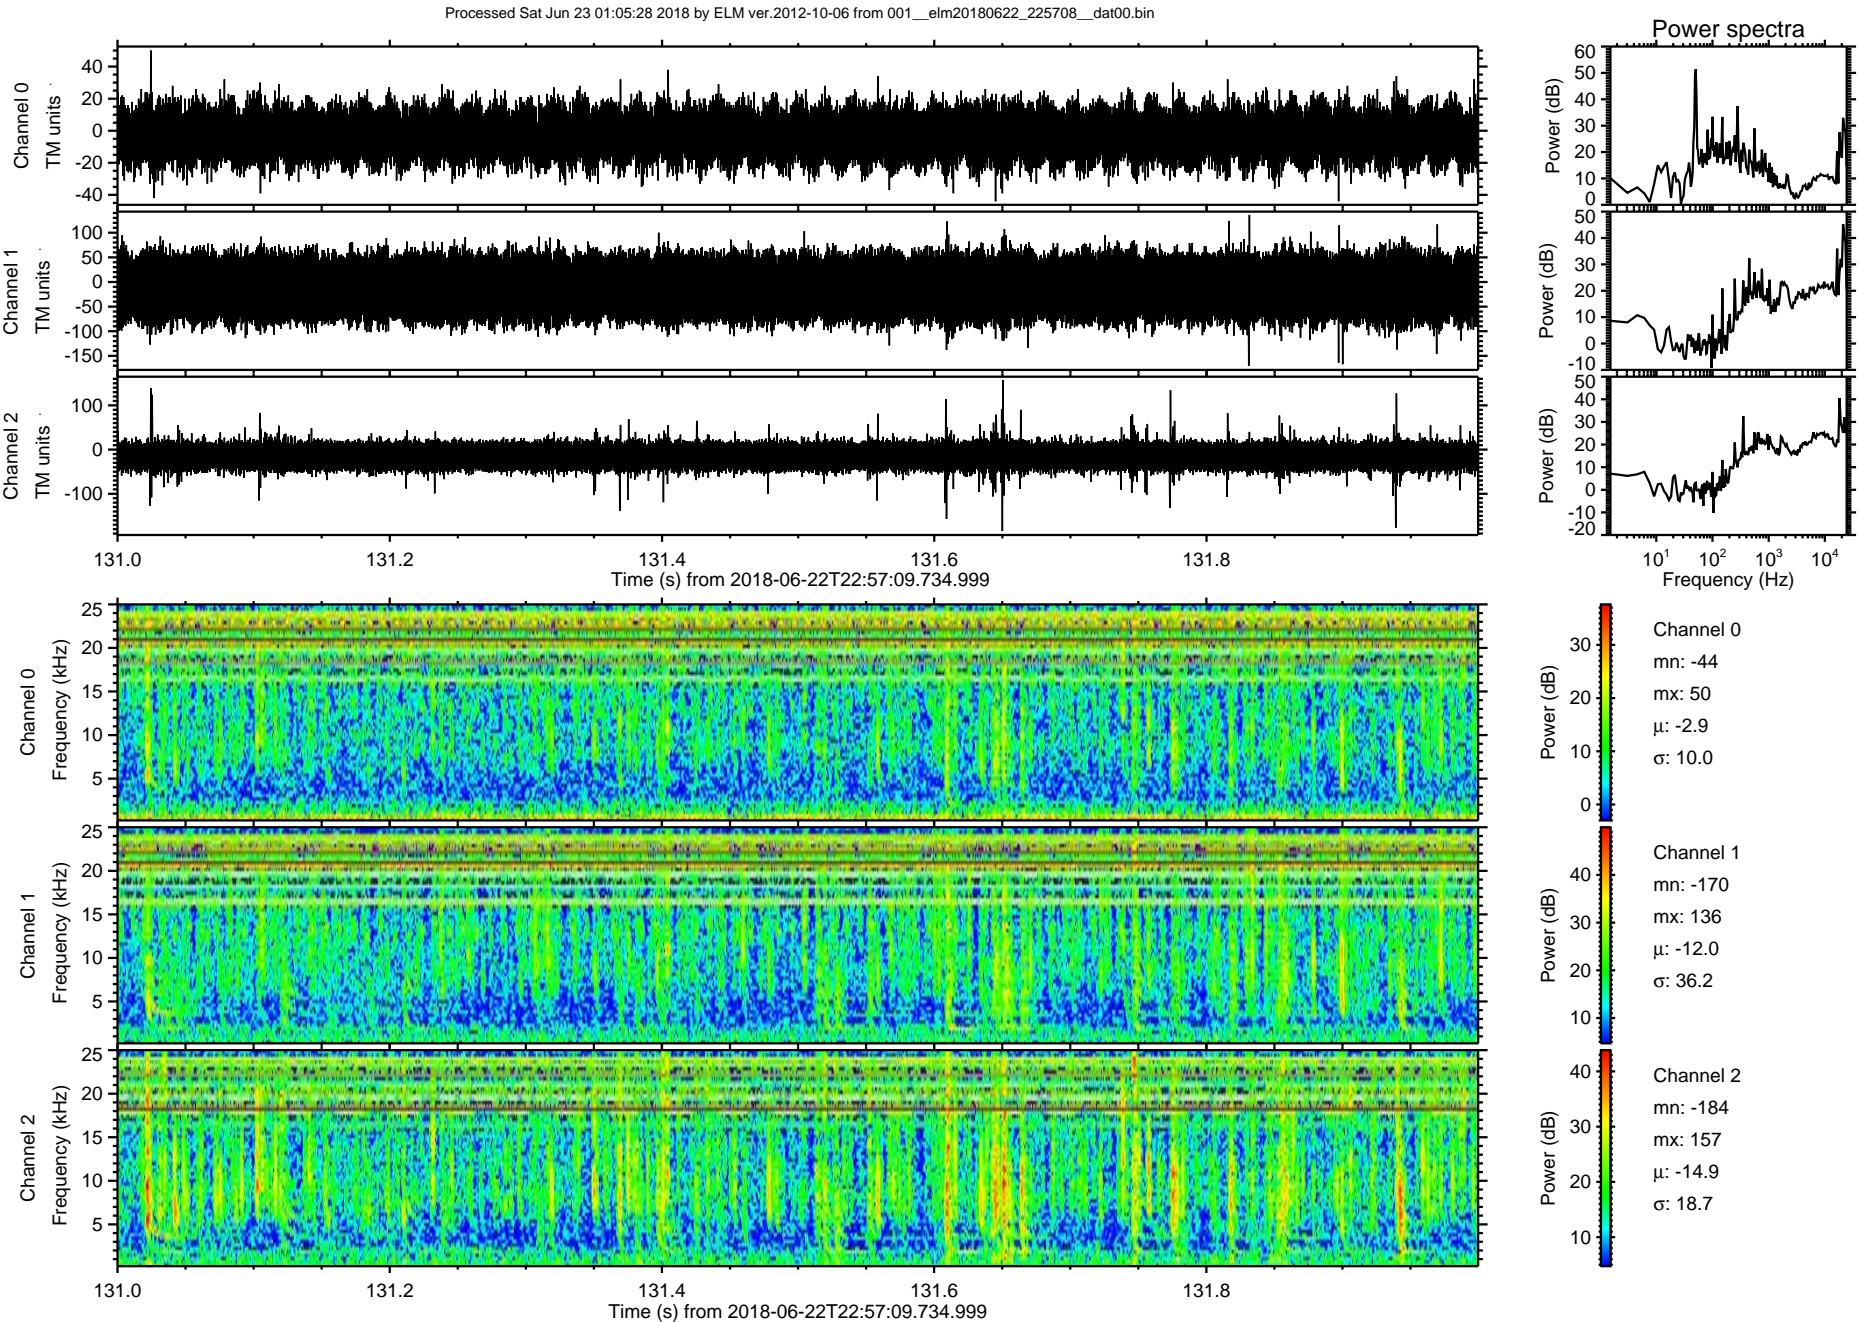 Processed Sat Jun 23 01:05:28 2018 by ELM ver.2012-10-06 from 001__elm20180622_225708__dat00.bin
Power spectra
Channel 0
TM units
40
20
0
-20
-40
Power (dB)
60
50
40
30
20
10
0
Channel 1
TM units
100
50
0
-50
-100
-150
Power (dB)
50
40
30
20
10
0
-10
Channel 2
TM units
100
0
-100
Power (dB)
50
40
30
20
10
0
-10
-20
131.0 131.2 131.4 131.6 131.8
Time (s) from 2018-06-22T22:57:09.734.999
10^1 10^2 10^3 10^4
Frequency (Hz)
Channel 0
Frequency (kHz)
25
20
15
10
5
Power (dB)
30
20
10
0
Channel 0
mn: -44
mx: 50
μ: -2.9
σ: 10.0
Channel 1
Frequency (kHz)
25
20
15
10
5
Power (dB)
40
30
20
10
Channel 1
mn: -170
mx: 136
μ: -12.0
σ: 36.2
Channel 2
Frequency (kHz)
25
20
15
10
5
Power (dB)
40
30
20
10
Channel 2
mn: -184
mx: 157
μ: -14.9
σ: 18.7
131.0 131.2 131.4 131.6 131.8
Time (s) from 2018-06-22T22:57:09.734.999